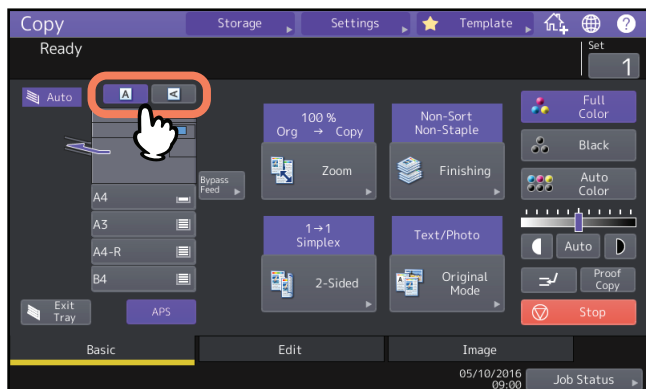 Copy
Storage
Settings
Template
?
Ready
Set
1
Auto
A
A
100 %
Org → Copy
Non-Sort
Non-Staple
Full
Color
Zoom
Finishing
Black
Bypass
Feed
Auto
Color
A4
A3
A4-R
B4
1→1
Simplex
Text/Photo
Auto
2-Sided
Original
Mode
Proof
Copy
Exit
Tray
APS
Stop
Basic
Edit
Image
05/10/2016
09:00
Job Status